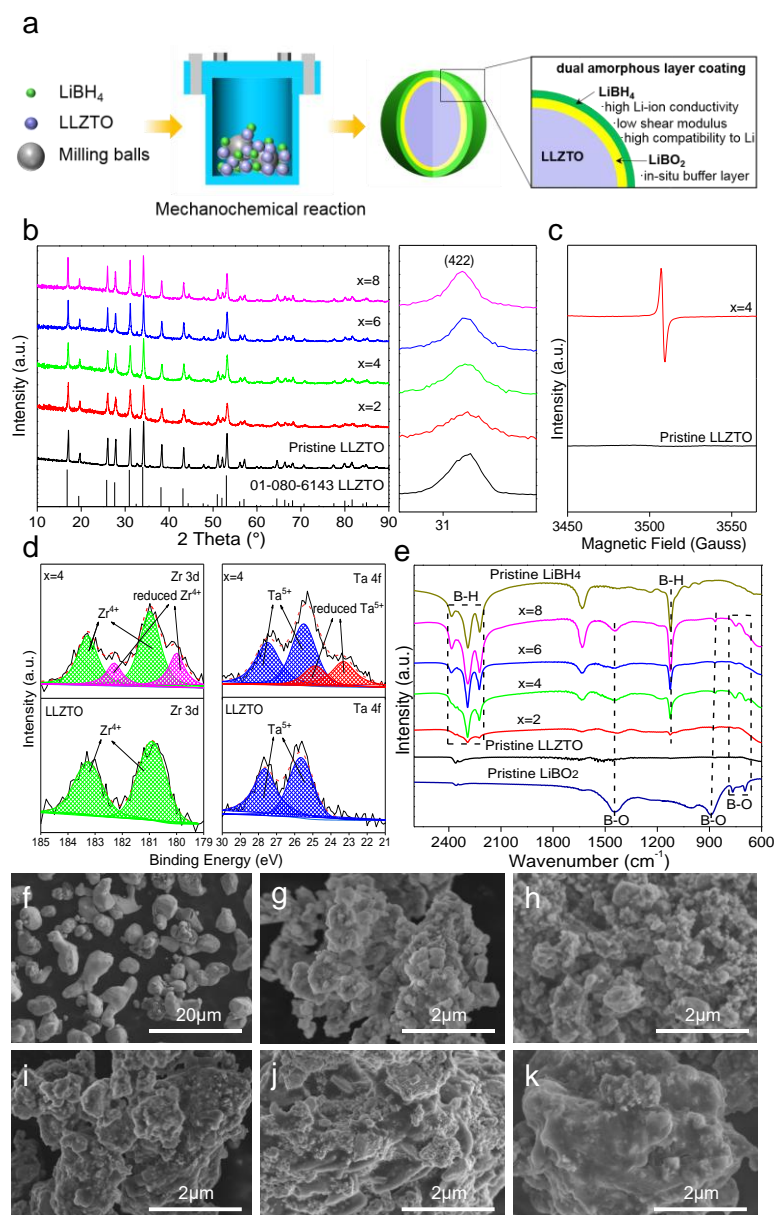 a
LiBH4
LLZTO
Milling balls
Mechanochemical reaction
dual amorphous layer coating
LiBH4
·high Li-ion conductivity
·low shear modulus
·high compatibility to Li
LLZTO
LiBO2
·in-situ buffer layer
b
x=8
x=6
x=4
x=2
Pristine LLZTO
01-080-6143 LLZTO
Intensity (a.u.)
10 20 30 40 50 60 70 80 90
2 Theta (°)
(422)
31
c
x=4
Pristine LLZTO
Intensity (a.u.)
3450 3500 3550
Magnetic Field (Gauss)
d
x=4 Zr 3d
Zr4+ reduced Zr4+
LLZTO Zr 3d
Zr4+
x=4 Ta 4f
Ta5+
reduced Ta5+
LLZTO Ta 4f
Ta5+
Intensity (a.u.)
185 184 183 182 181 180 179
30 29 28 27 26 25 24 23 22 21
Binding Energy (eV)
e
Pristine LiBH4
B-H
B-H
x=8
x=6
x=4
x=2
Pristine LLZTO
Pristine LiBO2
B-O
B-O
B-O
Intensity (a.u.)
2400 2100 1800 1500 1200 900 600
Wavenumber (cm-1)
f
20μm
g
2μm
h
2μm
i
2μm
j
2μm
k
2μm